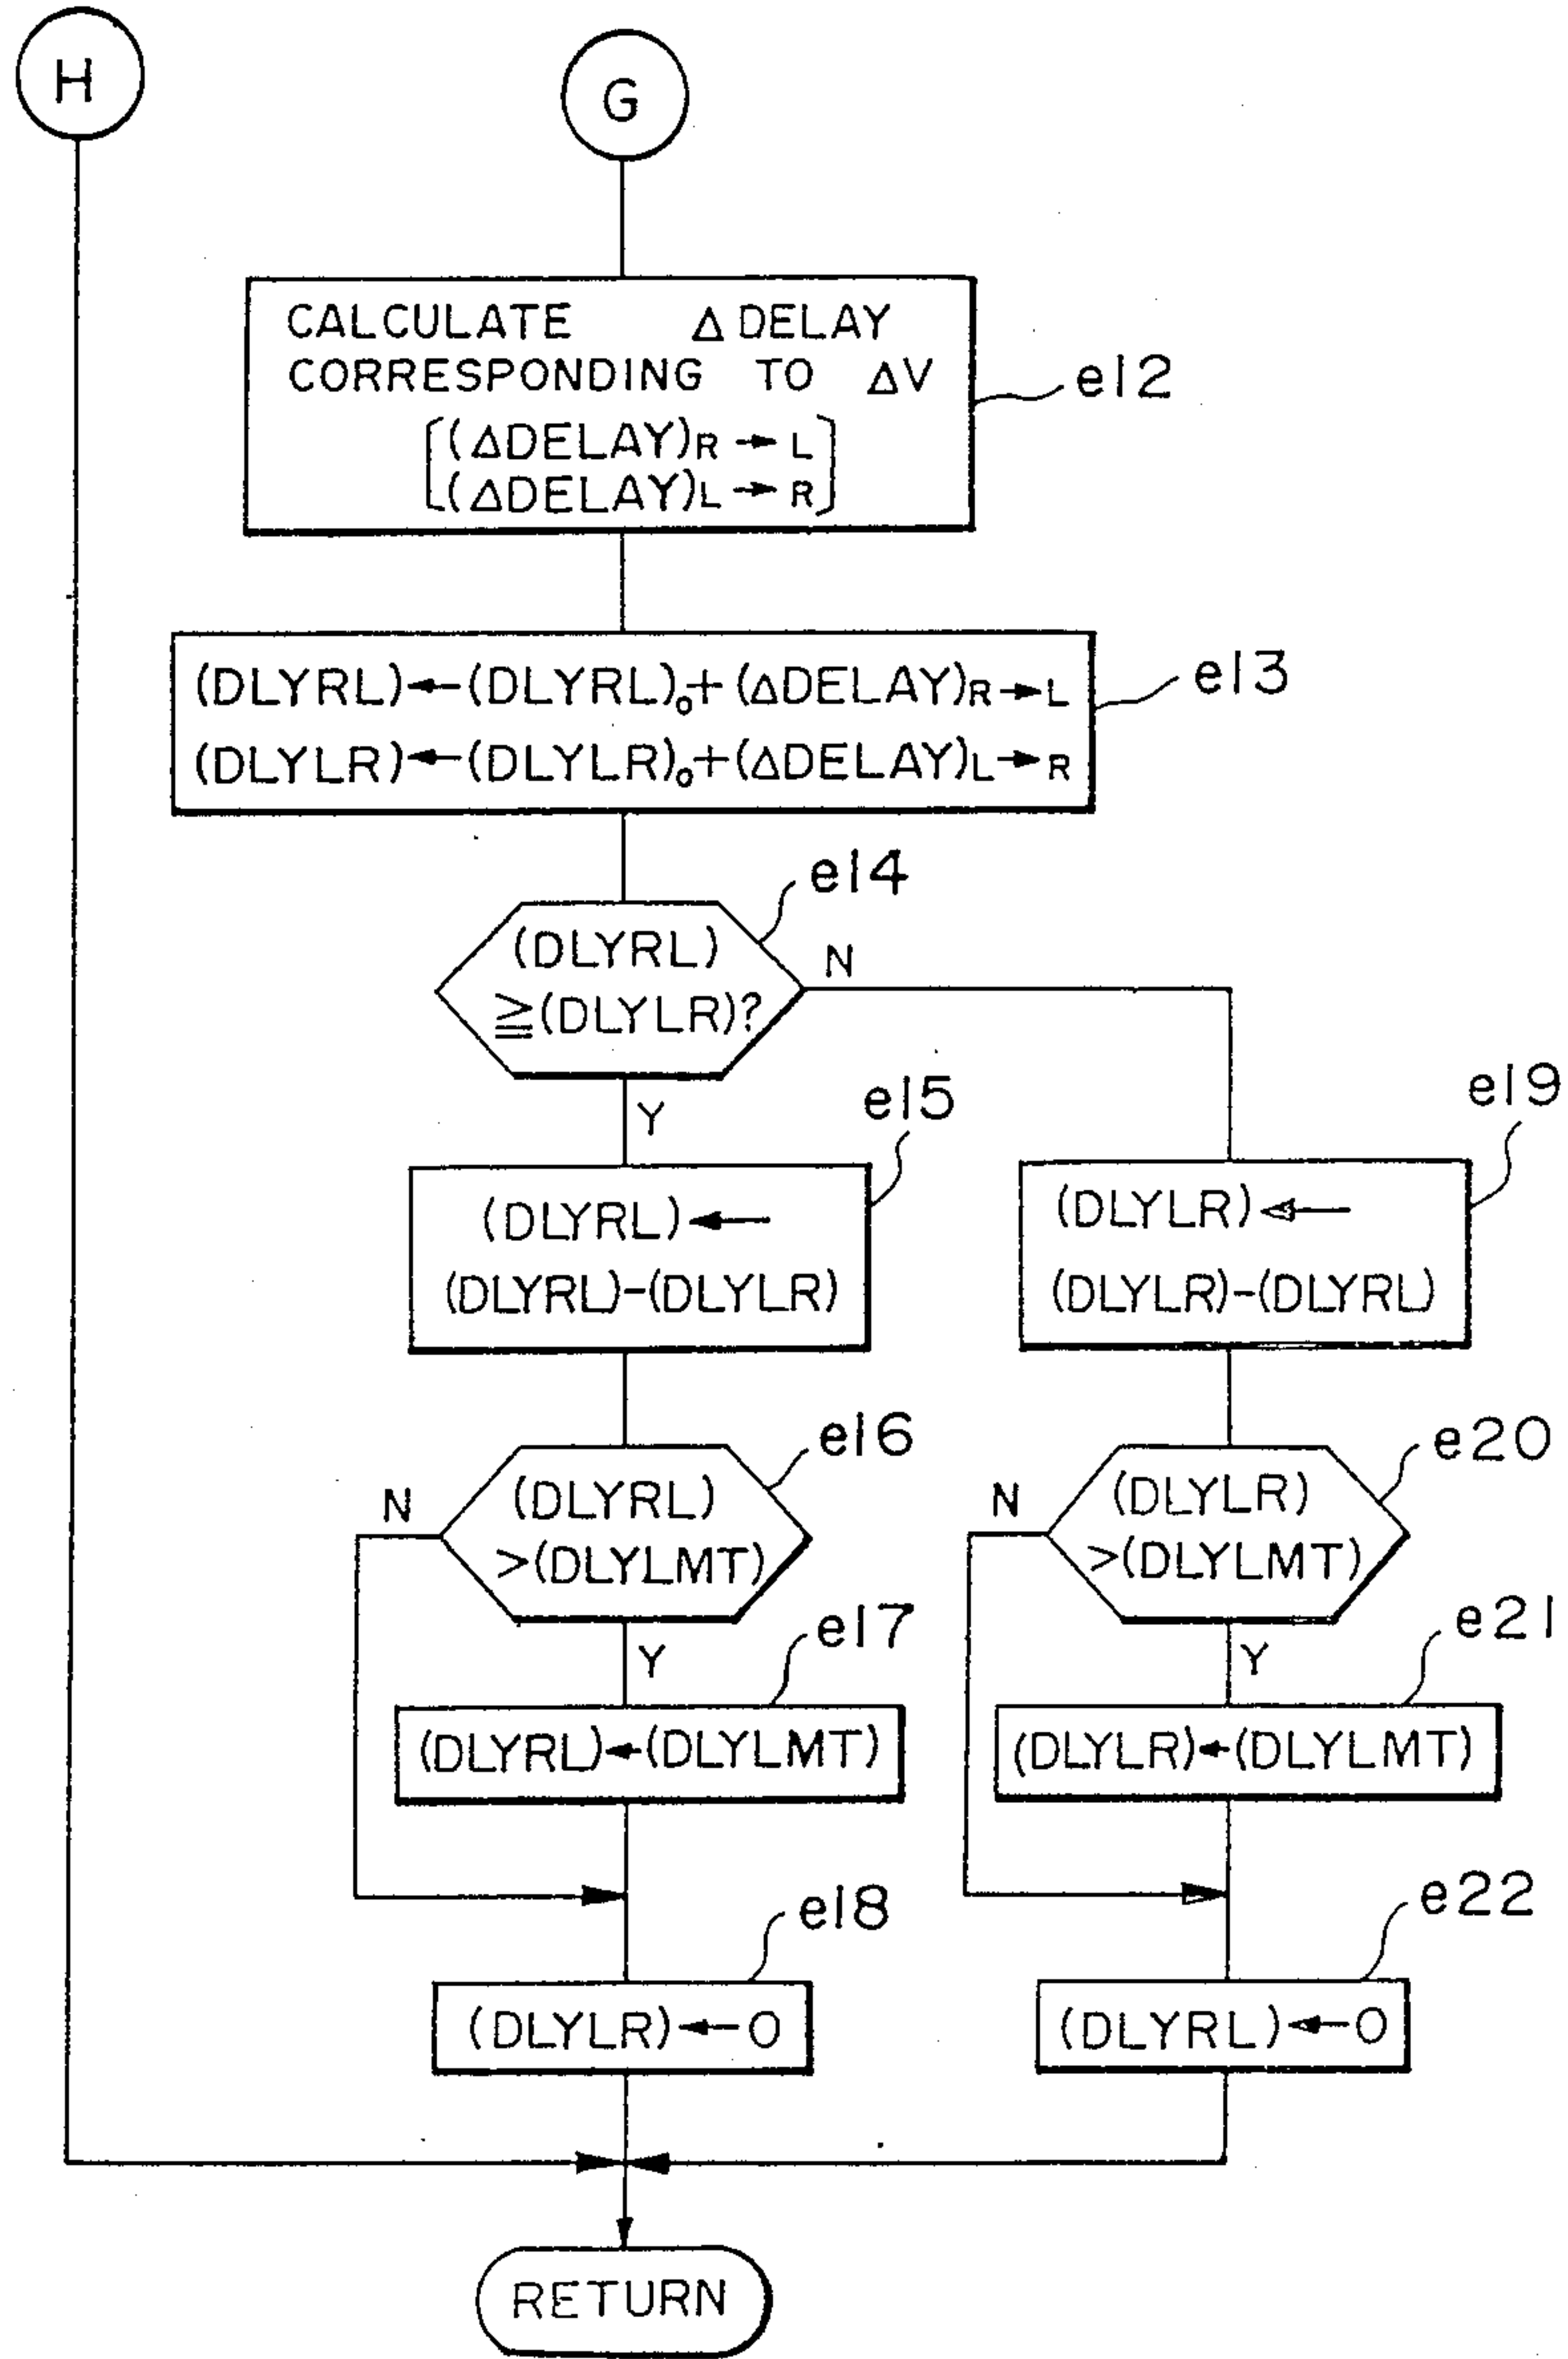 H
G
CALCULATE Δ DELAY
CORRESPONDING TO ΔV
[(ΔDELAY)R → L]
[(ΔDELAY)L → R]
e12
(DLYRL)←(DLYRL)₀+(ΔDELAY)R→L
(DLYLR)←(DLYLR)₀+(ΔDELAY)L→R
e13
e14
(DLYRL)
≧(DLYLR)?
N
Y
e15
(DLYRL)←
(DLYRL)-(DLYLR)
e19
(DLYLR)←
(DLYLR)-(DLYRL)
e16
(DLYRL)
>(DLYLMT)
N
Y
e20
(DLYLR)
>(DLYLMT)
N
Y
e17
(DLYRL)←(DLYLMT)
e21
(DLYLR)←(DLYLMT)
e18
(DLYLR)←0
e22
(DLYRL)←0
RETURN